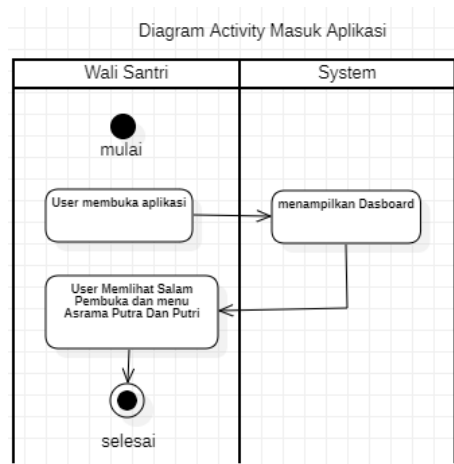 Diagram Activity Masuk Aplikasi
Wali Santri
System
mulai
User membuka aplikasi
menampilkan Dasboard
User Memlihat Salam
Pembuka dan menu
Asrama Putra Dan Putri
selesai